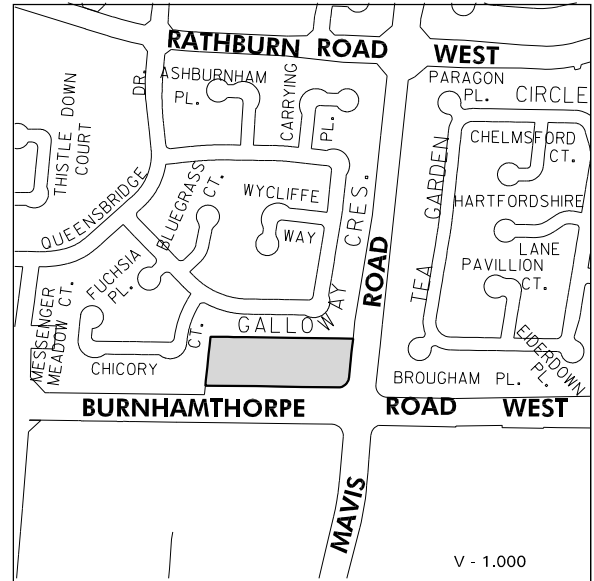 RATHBURN ROAD WEST
ASHBURNHAM
PL.
CARRYING
PL.
DR.
PARAGON
PL.
CIRCLE
THISTLE DOWN
COURT
CHELMSFORD
CT.
TEA GARDEN
HARTFORDSHIRE
LANE
QUEENSBRIDGE
BLUEGRASS
CT.
WYCLIFFE
WAY
PAVILLION
CT.
FUCHSIA
PL.
GALLOWAY CRES.
MESSENGER
MEADOW CT.
CHICORY CT.
EIDERDOWN
PL.
BROUGHAM PL.
BURNHAMTHORPE ROAD WEST
MAVIS ROAD
V - 1.000